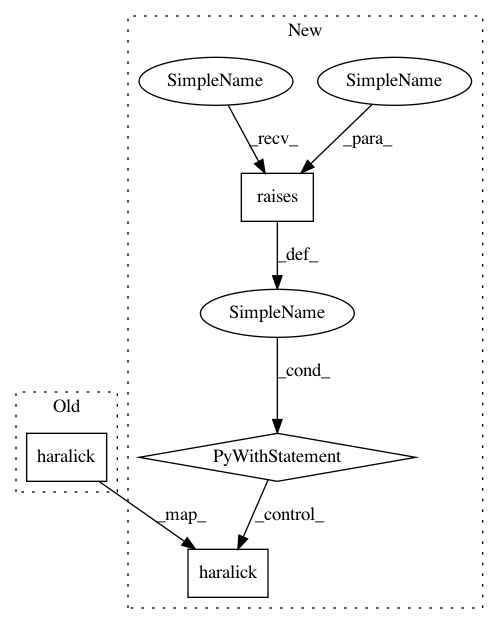 New
SimpleName
SimpleName
_recv_
_para_
raises
_def_
SimpleName
_cond_
Old
haralick
PyWithStatement
_map_
_control_
haralick